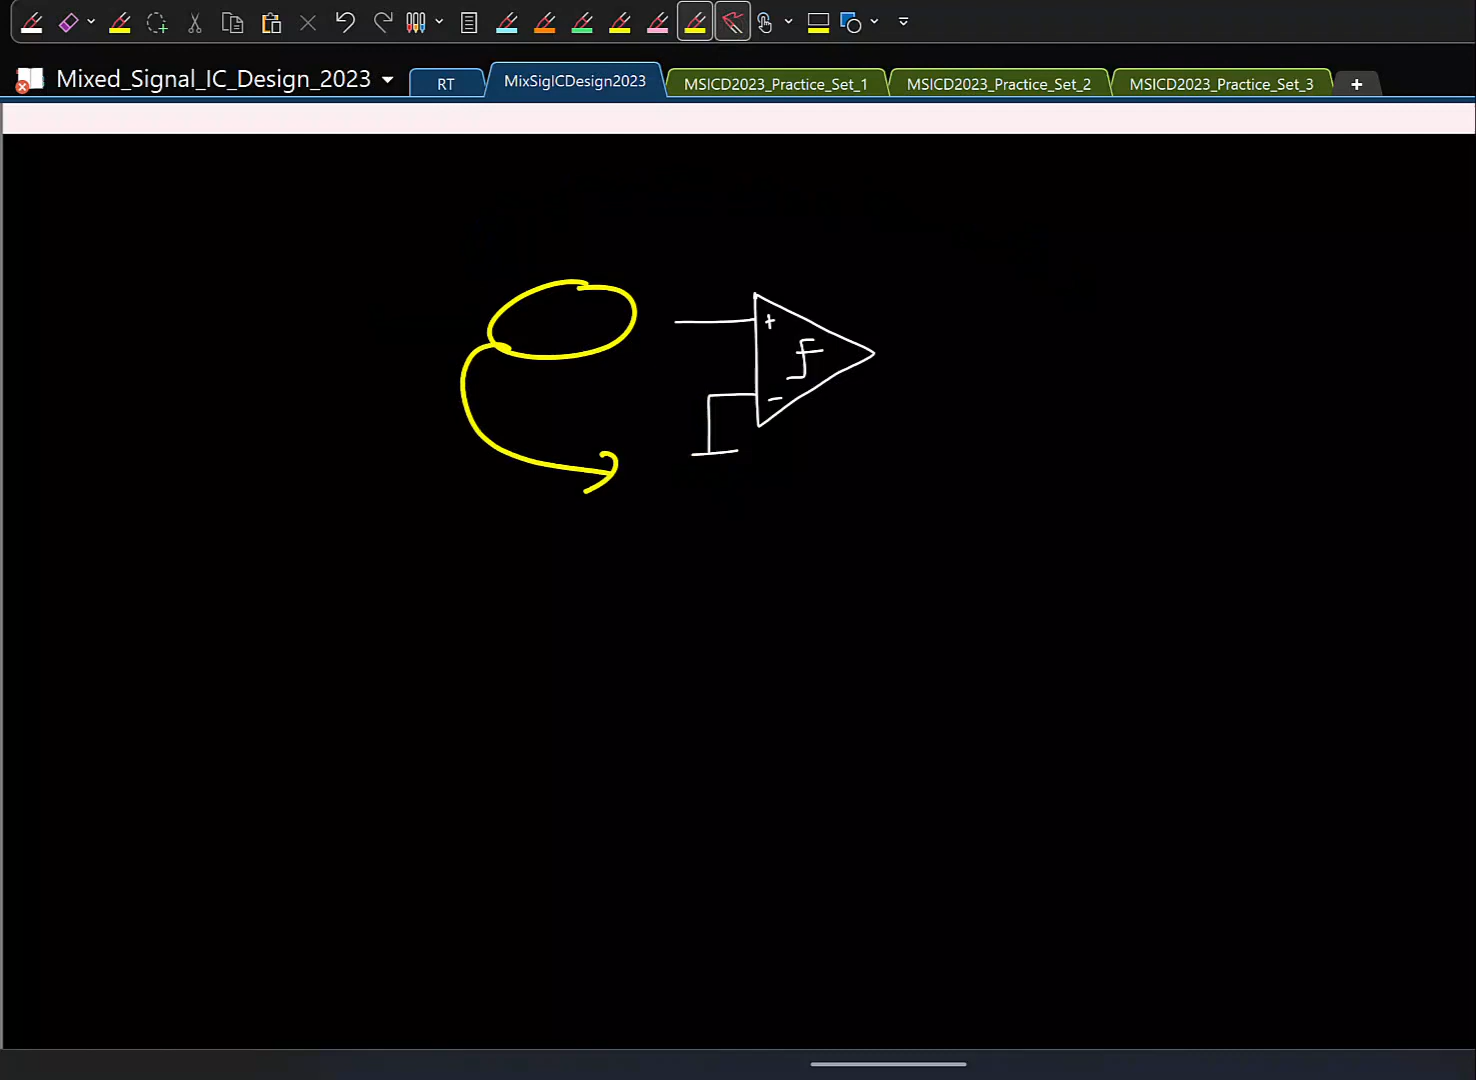 Mixed_Signal_IC_Design_2023
RT
MixSigICDesign2023
MSICD2023_Practice_Set_1
MSICD2023_Practice_Set_2
MSICD2023_Practice_Set_3
+
+
-